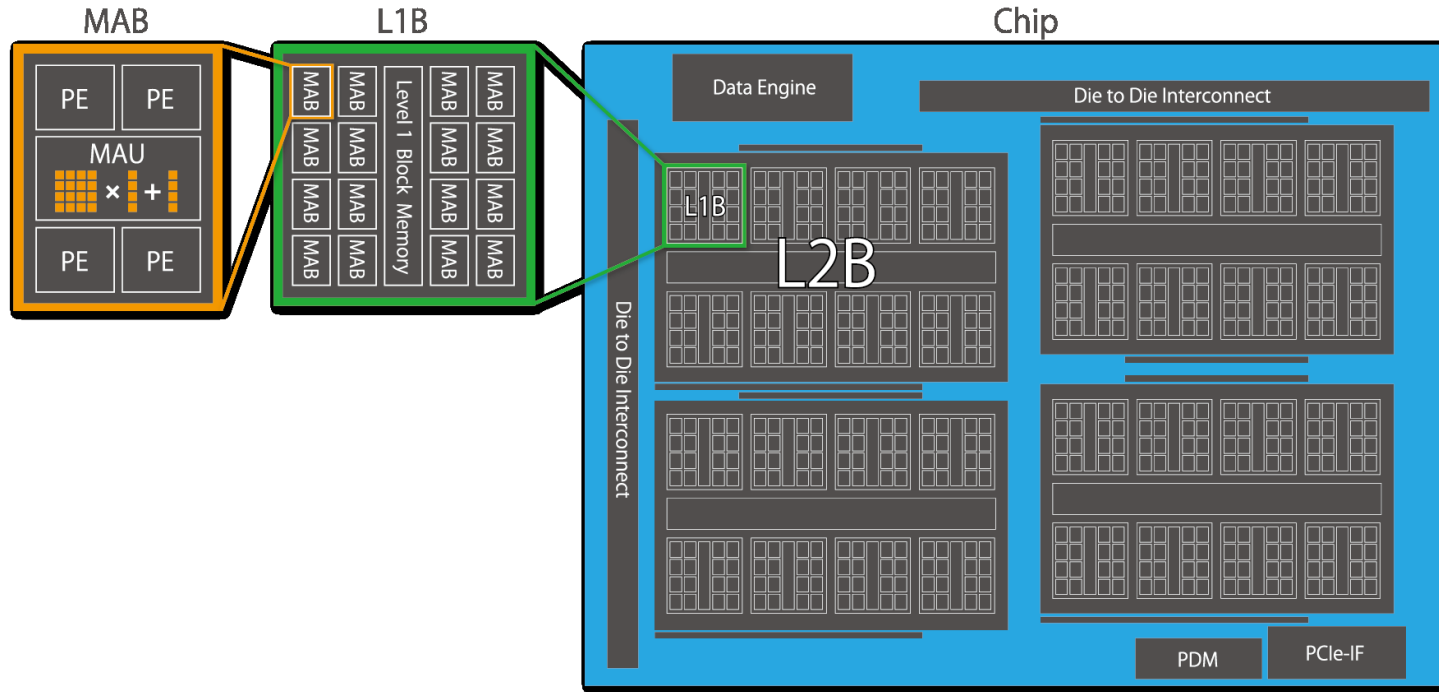 MAB
L1B
Chip
PE
PE
MAU
×
+
PE
PE
MAB
MAB
MAB
MAB
MAB
MAB
MAB
MAB
Level 1 Block Memory
MAB
MAB
MAB
MAB
MAB
MAB
MAB
MAB
Data Engine
Die to Die Interconnect
Die to Die Interconnect
L1B
L2B
PDM
PCIe-IF